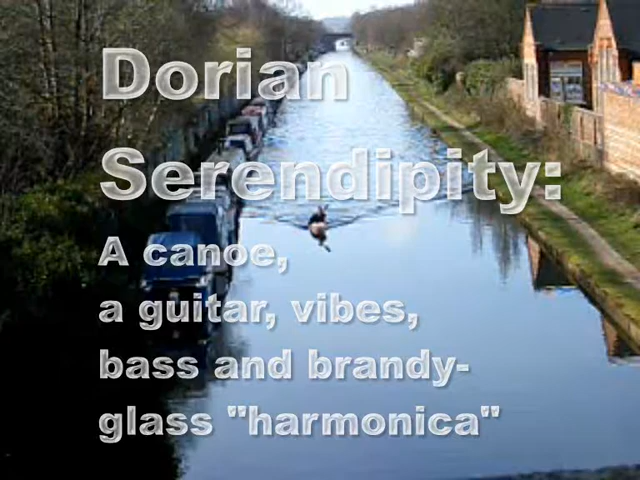 Dorian
Serendipity:
A canoe,
a guitar, vibes,
bass and brandy-
glass "harmonica"